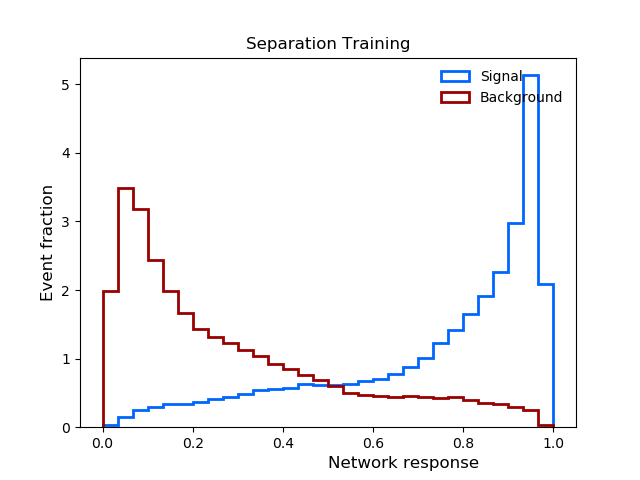 Separation Training
Signal
Background
Event fraction
5
4
3
2
1
0
0.0 0.2 0.4 0.6 0.8 1.0
Network response